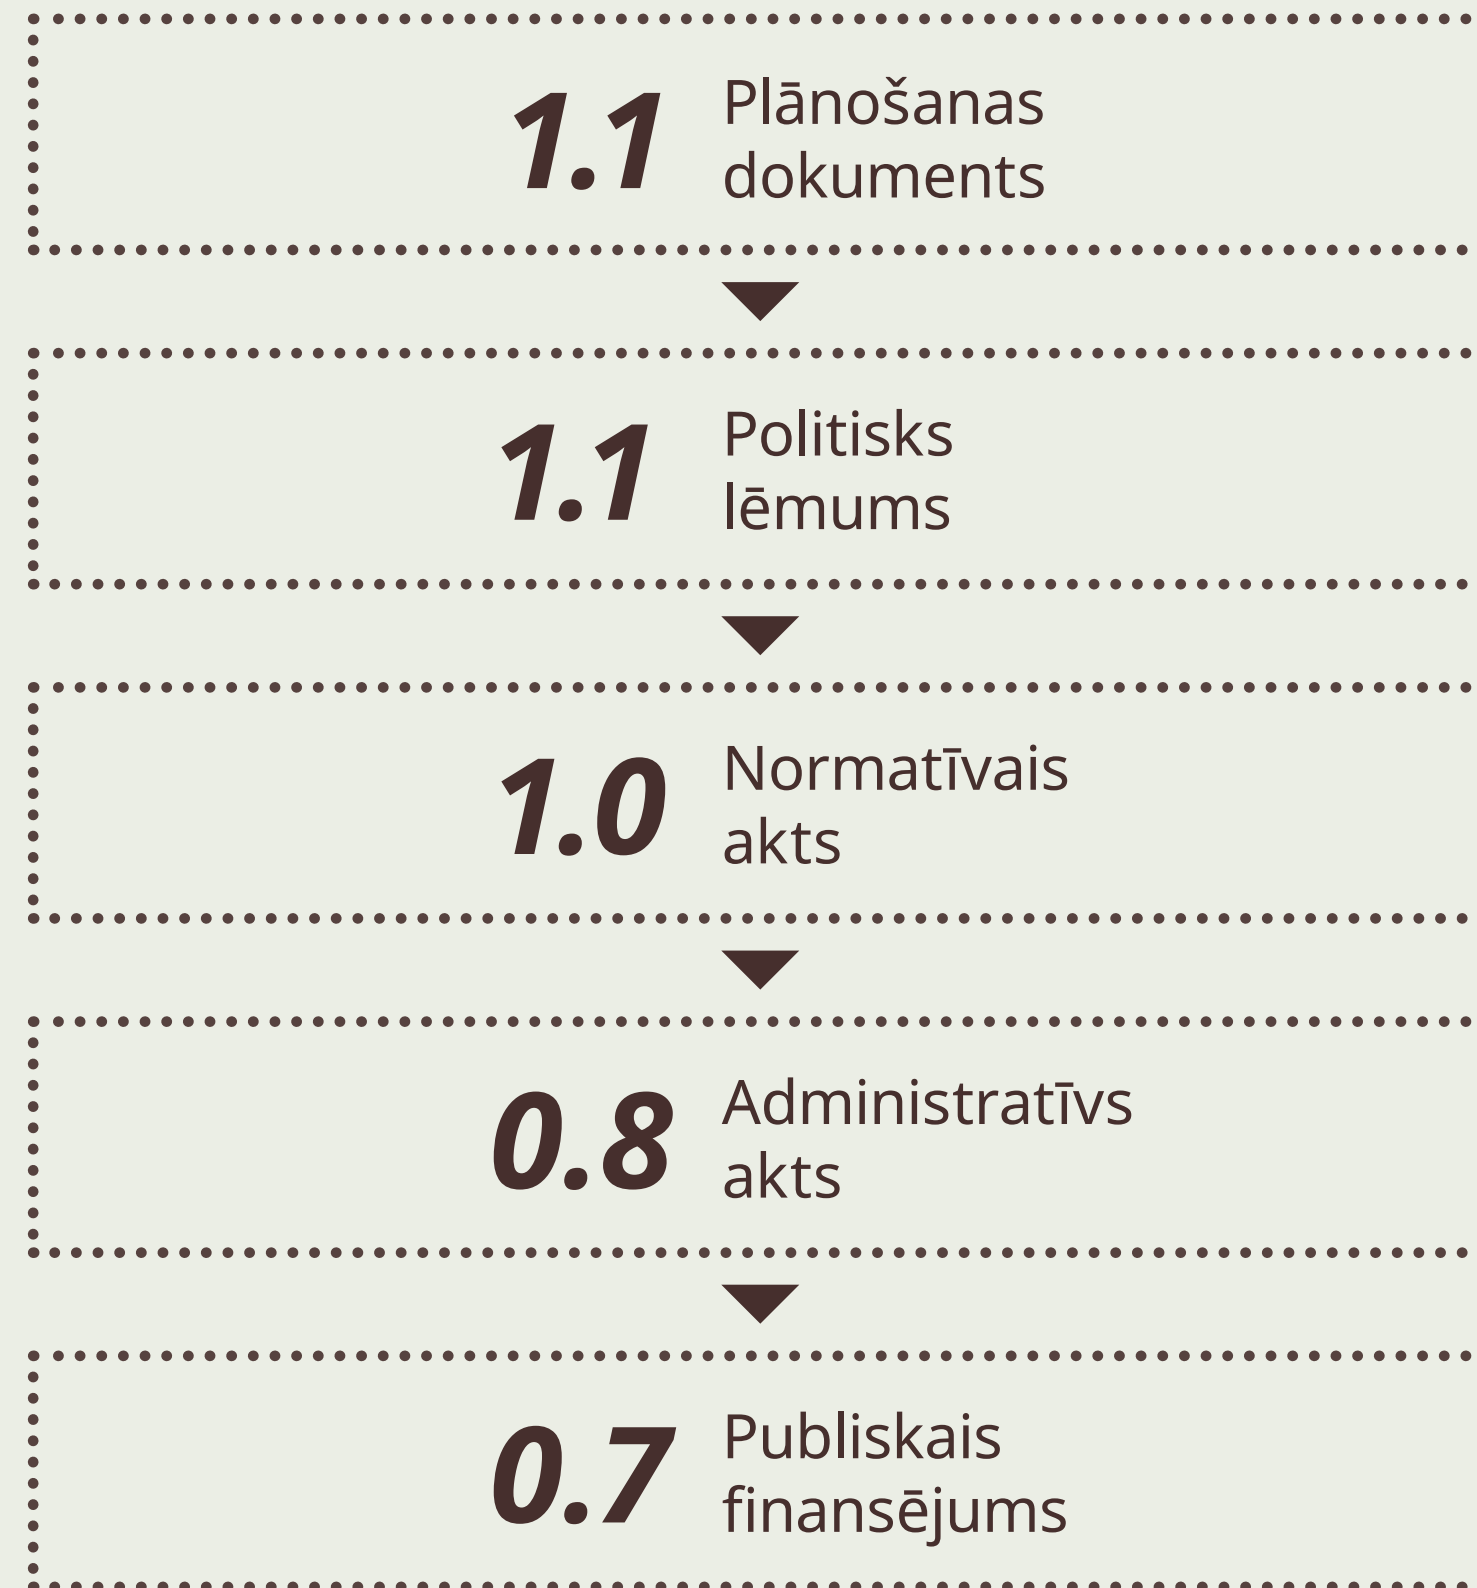 1.1 Plānošanas
dokuments
1.1 Politisks
lēmums
1.0 Normatīvais
akts
0.8 Administratīvs
akts
0.7 Publiskais
finansējums